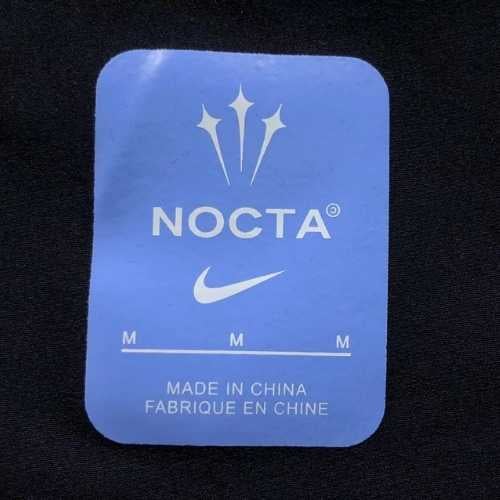 NOCTA©
M M M
MADE IN CHINA
FABRIQUE EN CHINE